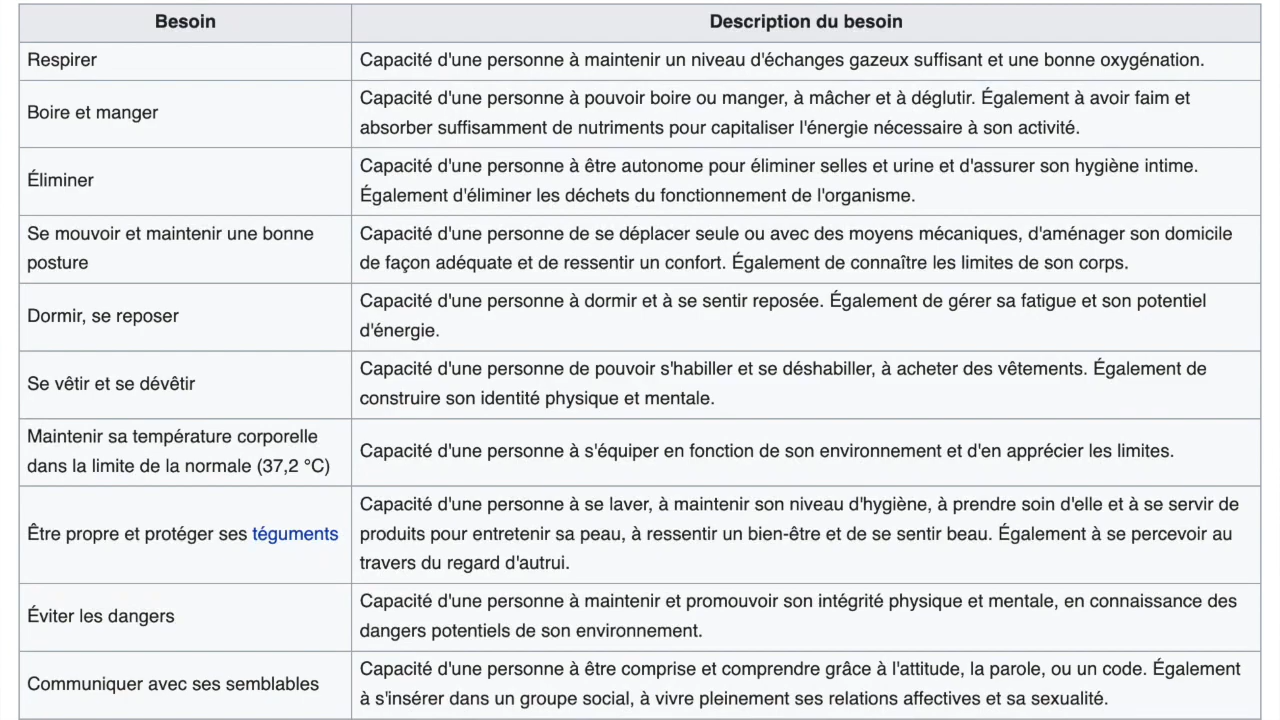 Besoin
Description du besoin
Respirer
Capacité d'une personne à maintenir un niveau d'échanges gazeux suffisant et une bonne oxygénation.
Boire et manger
Capacité d'une personne à pouvoir boire ou manger, à mâcher et à déglutir. Également à avoir faim et
absorber suffisamment de nutriments pour capitaliser l'énergie nécessaire à son activité.
Éliminer
Capacité d'une personne à être autonome pour éliminer selles et urine et d'assurer son hygiène intime.
Également d'éliminer les déchets du fonctionnement de l'organisme.
Se mouvoir et maintenir une bonne
posture
Capacité d'une personne de se déplacer seule ou avec des moyens mécaniques, d'aménager son domicile
de façon adéquate et de ressentir un confort. Également de connaître les limites de son corps.
Dormir, se reposer
Capacité d'une personne à dormir et à se sentir reposée. Également de gérer sa fatigue et son potentiel
d'énergie.
Se vêtir et se dévêtir
Capacité d'une personne de pouvoir s'habiller et se déshabiller, à acheter des vêtements. Également de
construire son identité physique et mentale.
Maintenir sa température corporelle
dans la limite de la normale (37,2 °C)
Capacité d'une personne à s'équiper en fonction de son environnement et d'en apprécier les limites.
Être propre et protéger ses téguments
Capacité d'une personne à se laver, à maintenir son niveau d'hygiène, à prendre soin d'elle et à se servir de
produits pour entretenir sa peau, à ressentir un bien-être et de se sentir beau. Également à se percevoir au
travers du regard d'autrui.
Éviter les dangers
Capacité d'une personne à maintenir et promouvoir son intégrité physique et mentale, en connaissance des
dangers potentiels de son environnement.
Communiquer avec ses semblables
Capacité d'une personne à être comprise et comprendre grâce à l'attitude, la parole, ou un code. Également
à s'insérer dans un groupe social, à vivre pleinement ses relations affectives et sa sexualité.